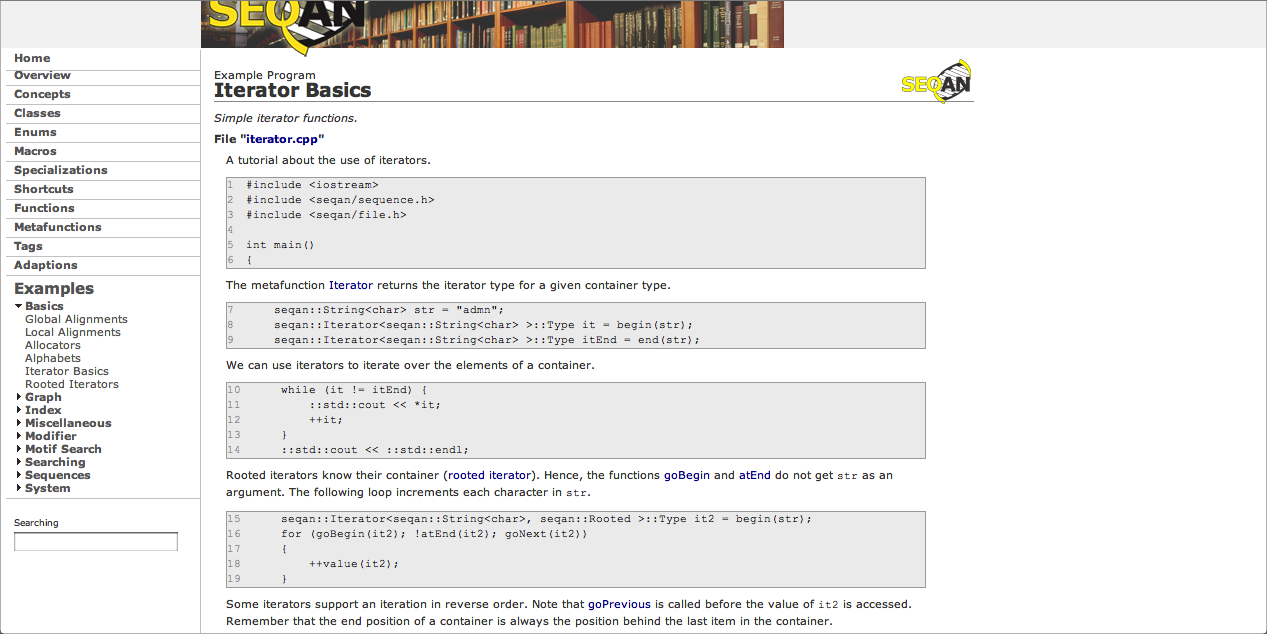 SEQAN
Home
Overview
Concepts
Classes
Enums
Macros
Specializations
Shortcuts
Functions
Metafunctions
Tags
Adaptions
Examples
Basics
Global Alignments
Local Alignments
Allocators
Alphabets
Iterator Basics
Rooted Iterators
Graph
Index
Miscellaneous
Modifier
Motif Search
Searching
Sequences
System
Searching
Example Program
Iterator Basics
SEQAN
Simple iterator functions.
File "iterator.cpp"
A tutorial about the use of iterators.
1 #include <iostream>
2 #include <seqan/sequence.h>
3 #include <seqan/file.h>
4
5 int main()
6 {
The metafunction Iterator returns the iterator type for a given container type.
7     seqan::String<char> str = "admn";
8     seqan::Iterator<seqan::String<char> >::Type it = begin(str);
9     seqan::Iterator<seqan::String<char> >::Type itEnd = end(str);
We can use iterators to iterate over the elements of a container.
10     while (it != itEnd) {
11         ::std::cout << *it;
12         ++it;
13     }
14     ::std::cout << ::std::endl;
Rooted iterators know their container (rooted iterator). Hence, the functions goBegin and atEnd do not get str as an
argument. The following loop increments each character in str.
15     seqan::Iterator<seqan::String<char>, seqan::Rooted >::Type it2 = begin(str);
16     for (goBegin(it2); !atEnd(it2); goNext(it2))
17     {
18         ++value(it2);
19     }
Some iterators support an iteration in reverse order. Note that goPrevious is called before the value of it2 is accessed.
Remember that the end position of a container is always the position behind the last item in the container.